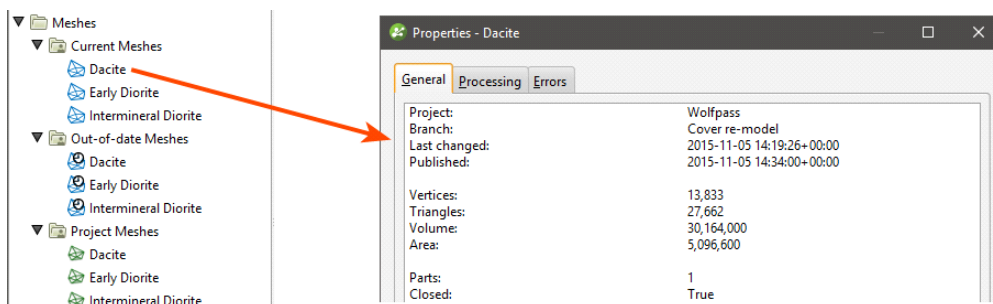 Meshes
Current Meshes
Dacite
Early Diorite
Intermineral Diorite
Out-of-date Meshes
Dacite
Early Diorite
Intermineral Diorite
Project Meshes
Dacite
Early Diorite
Intermineral Diorite
Properties - Dacite
General Processing Errors
Project: Wolfpass
Branch: Cover re-model
Last changed: 2015-11-05 14:19:26+00:00
Published: 2015-11-05 14:34:00+00:00
Vertices: 13,833
Triangles: 27,662
Volume: 30,164,000
Area: 5,096,600
Parts: 1
Closed: True